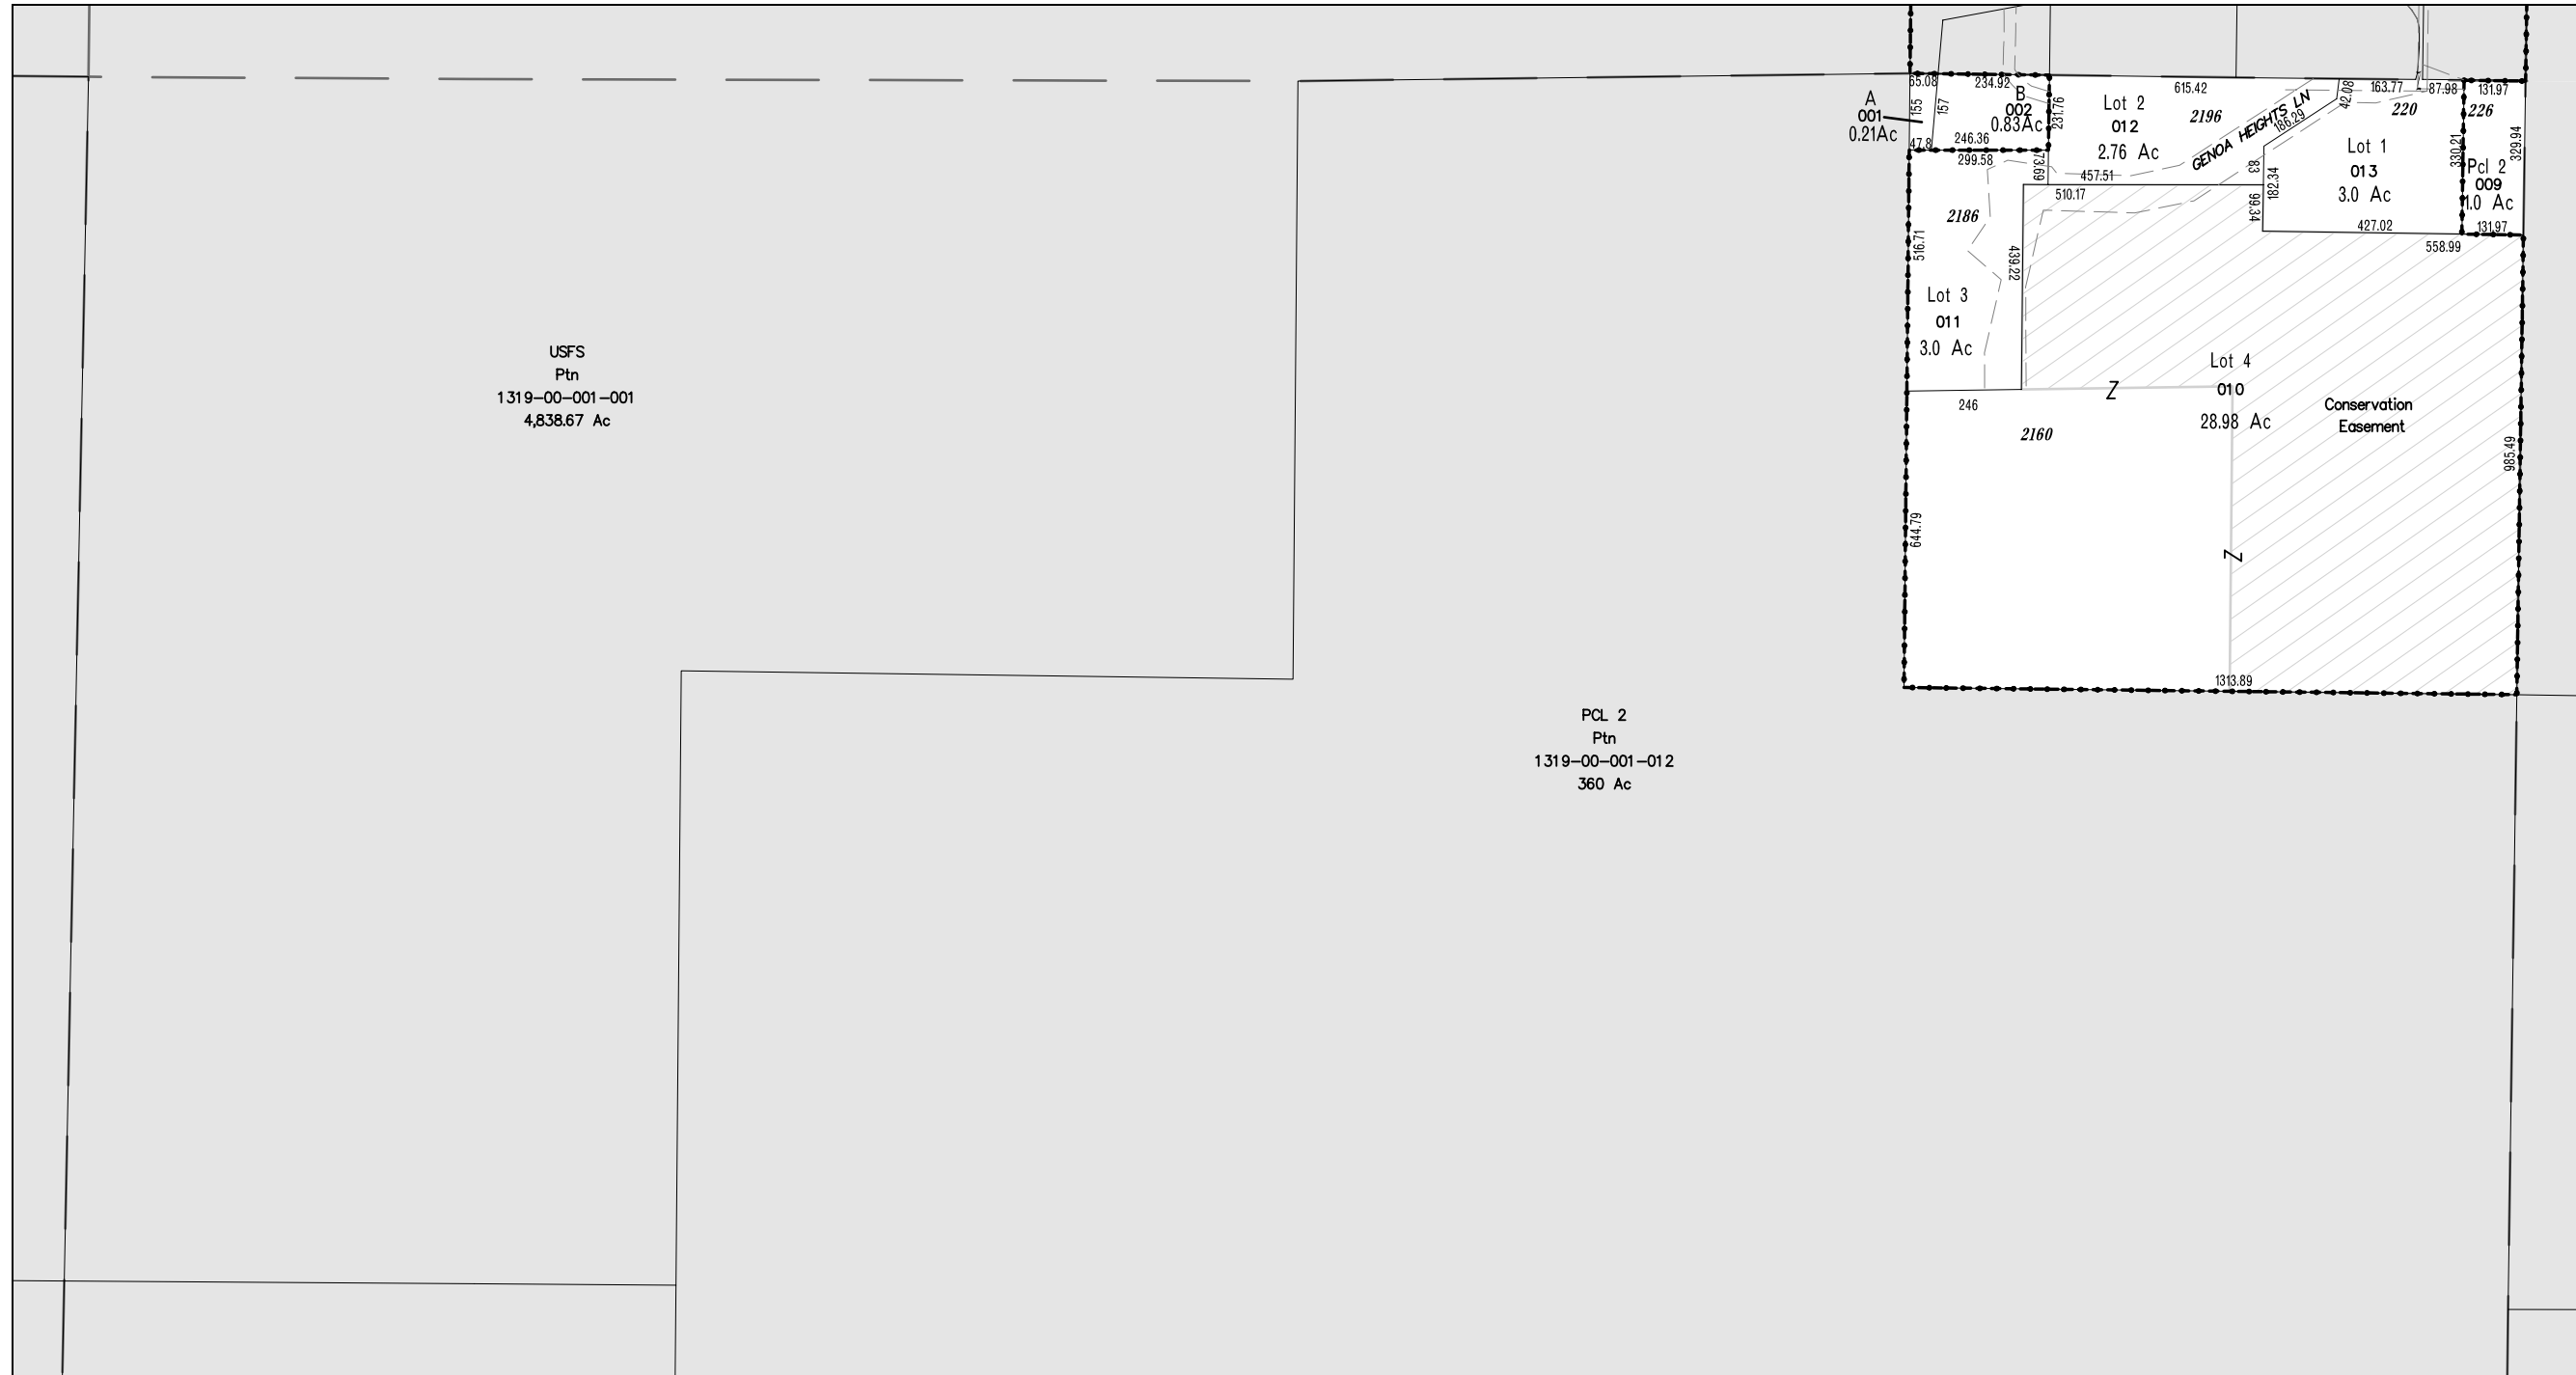 USFS
Ptn
1319-00-001-001
4,838.67 Ac
PCL 2
Ptn
1319-00-001-012
360 Ac
A
001
0.21Ac
65.08
155
157
47.8
234.92
B
002
0.83Ac
246.36
231.76
299.58
73.69
Lot 2
012
2.76 Ac
615.42
2196
457.51
510.17
GENOA HEIGHTS LN
186.29
42.08
163.77
87.98
220
Lot 1
013
3.0 Ac
83
182.34
99.34
427.02
330.21
131.97
226
329.94
Pcl 2
009
1.0 Ac
131.97
558.99
2186
516.71
439.22
Lot 3
011
3.0 Ac
246
Z
2160
Lot 4
010
28.98 Ac
Conservation
Easement
985.49
644.79
Z
1313.89